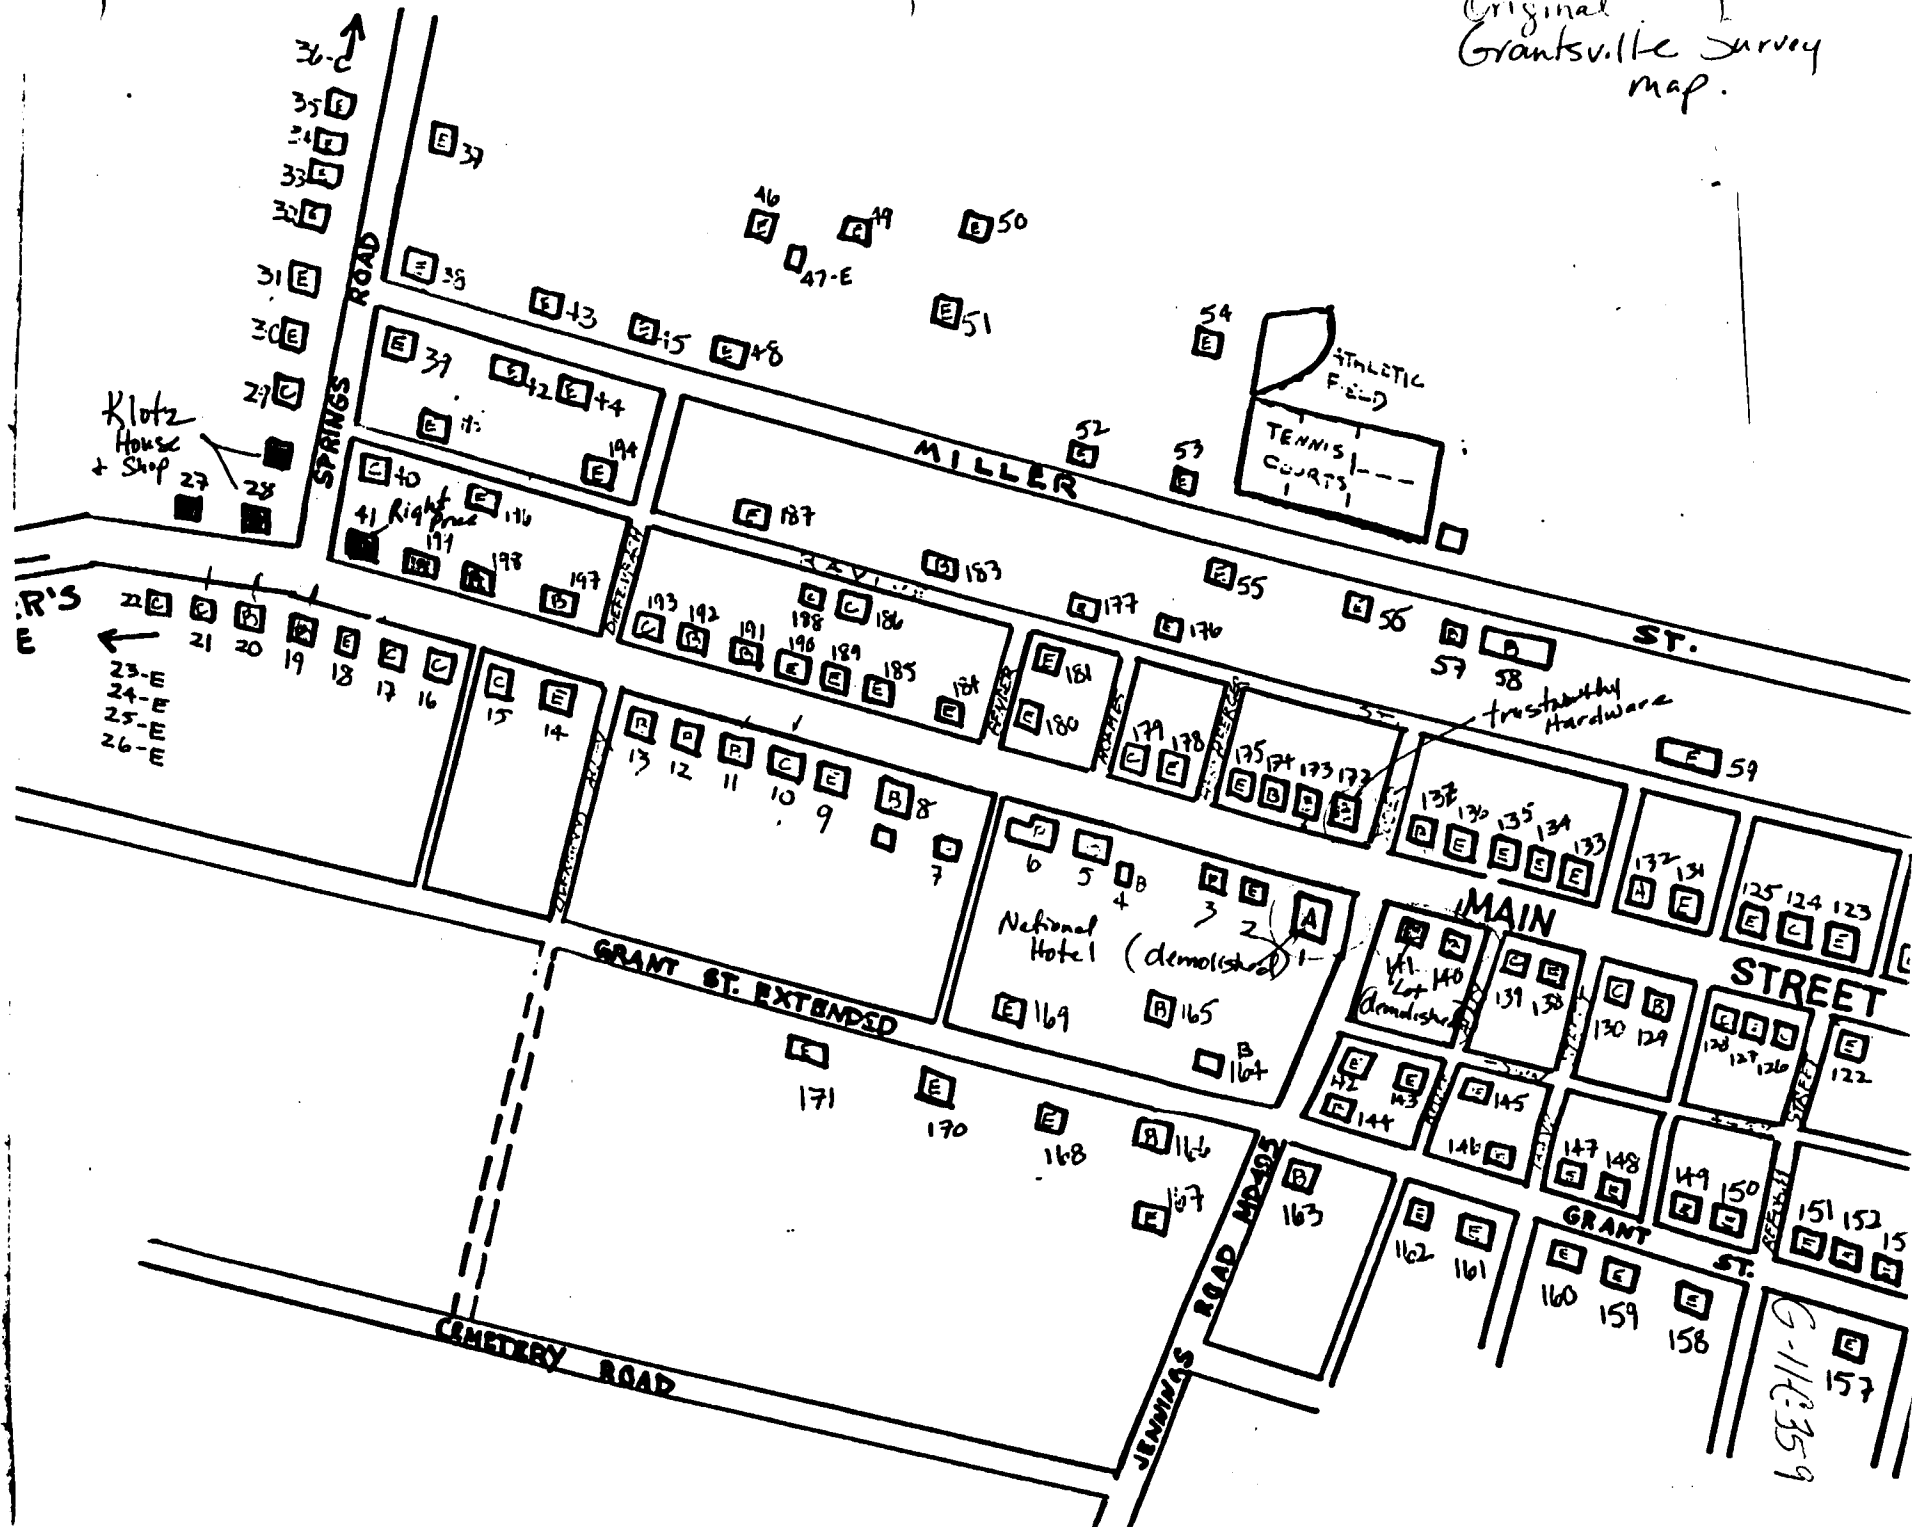 Original
Grantsville Survey
map.
36-C
35 E
34
33
32
31 E
30 E
29 C
37 E
38
46
47-E
49
50
51 E
43
45
48
54 E
ATHLETIC
FIELD
TENNIS
COURTS
39 E
42
44 E
194 E
SPRINGS ROAD
MILLER ST.
52
53 E
Klotz
House
& Shop
27
28
40 C
41 Right
Price
197 B
198
187
183 B
177
176 E
55
56
57
58 B
59
trustworthy
Hardware
22 C
21 C
20 B
19
18 E
17 C
16 C
15 C
14 E
23-E
24-E
25-E
26-E
R'S
E
193 C
192 B
191 B
190 E
189 E
188
186 C
185 E
184 E
181 E
180 E
179 C
178 E
175 E
174 B
173
172
137
136 E
135 E
134 E
133 E
132
131 E
125 E
124 C
123 E
13
12
11
10 C
9 E
8 B
7
6
5
4 B
3
2 E
1 A
National
Hotel (demolished)
MAIN
STREET
141
140
Lot
demolished
139 C
138 E
130 C
129 B
128
127
126 C
122 E
GRANT ST. EXTENDED
169 E
165 B
164 B
171 E
170 E
168 E
166 B
167 E
142 E
143 E
144
145
146
147
148 E
149
150
151 E
152
15
163 B
162 E
161 E
160 E
159 E
158 E
157 E
GRANT
ST.
STREET
JENNINGS ROAD MD 495
CEMETERY ROAD
G-II-C-359